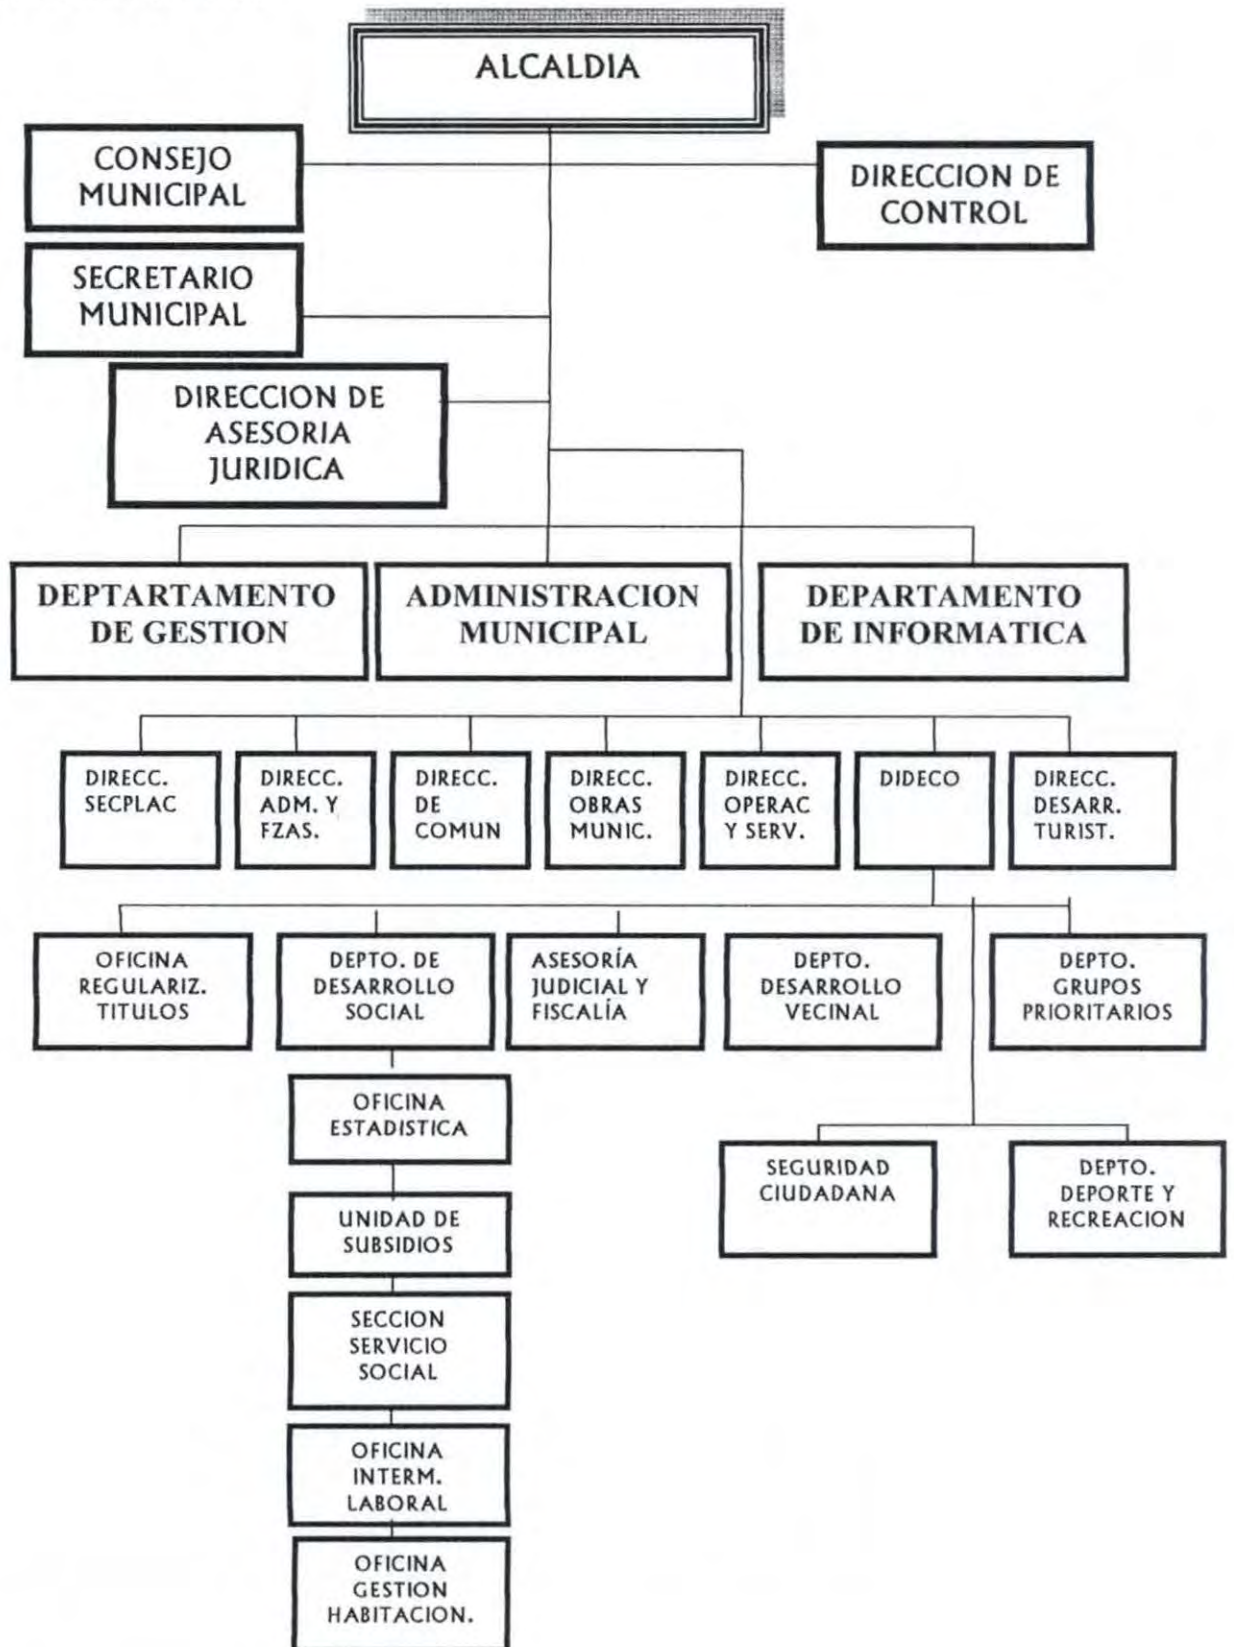 ALCALDIA
CONSEJO
MUNICIPAL
DIRECCION DE
CONTROL
SECRETARIO
MUNICIPAL
DIRECCION DE
ASESORIA
JURIDICA
DEPTARTAMENTO
DE GESTION
ADMINISTRACION
MUNICIPAL
DEPARTAMENTO
DE INFORMATICA
DIRECC.
SECPLAC
DIRECC.
ADM. Y
FZAS.
DIRECC.
DE
COMUN
DIRECC.
OBRAS
MUNIC.
DIRECC.
OPERAC
Y SERV.
DIDECO
DIRECC.
DESARR.
TURIST.
OFICINA
REGULARIZ.
TITULOS
DEPTO. DE
DESARROLLO
SOCIAL
ASESORÍA
JUDICIAL Y
FISCALÍA
DEPTO.
DESARROLLO
VECINAL
DEPTO.
GRUPOS
PRIORITARIOS
OFICINA
ESTADISTICA
UNIDAD DE
SUBSIDIOS
SECCION
SERVICIO
SOCIAL
OFICINA
INTERM.
LABORAL
OFICINA
GESTION
HABITACION.
SEGURIDAD
CIUDADANA
DEPTO.
DEPORTE Y
RECREACION